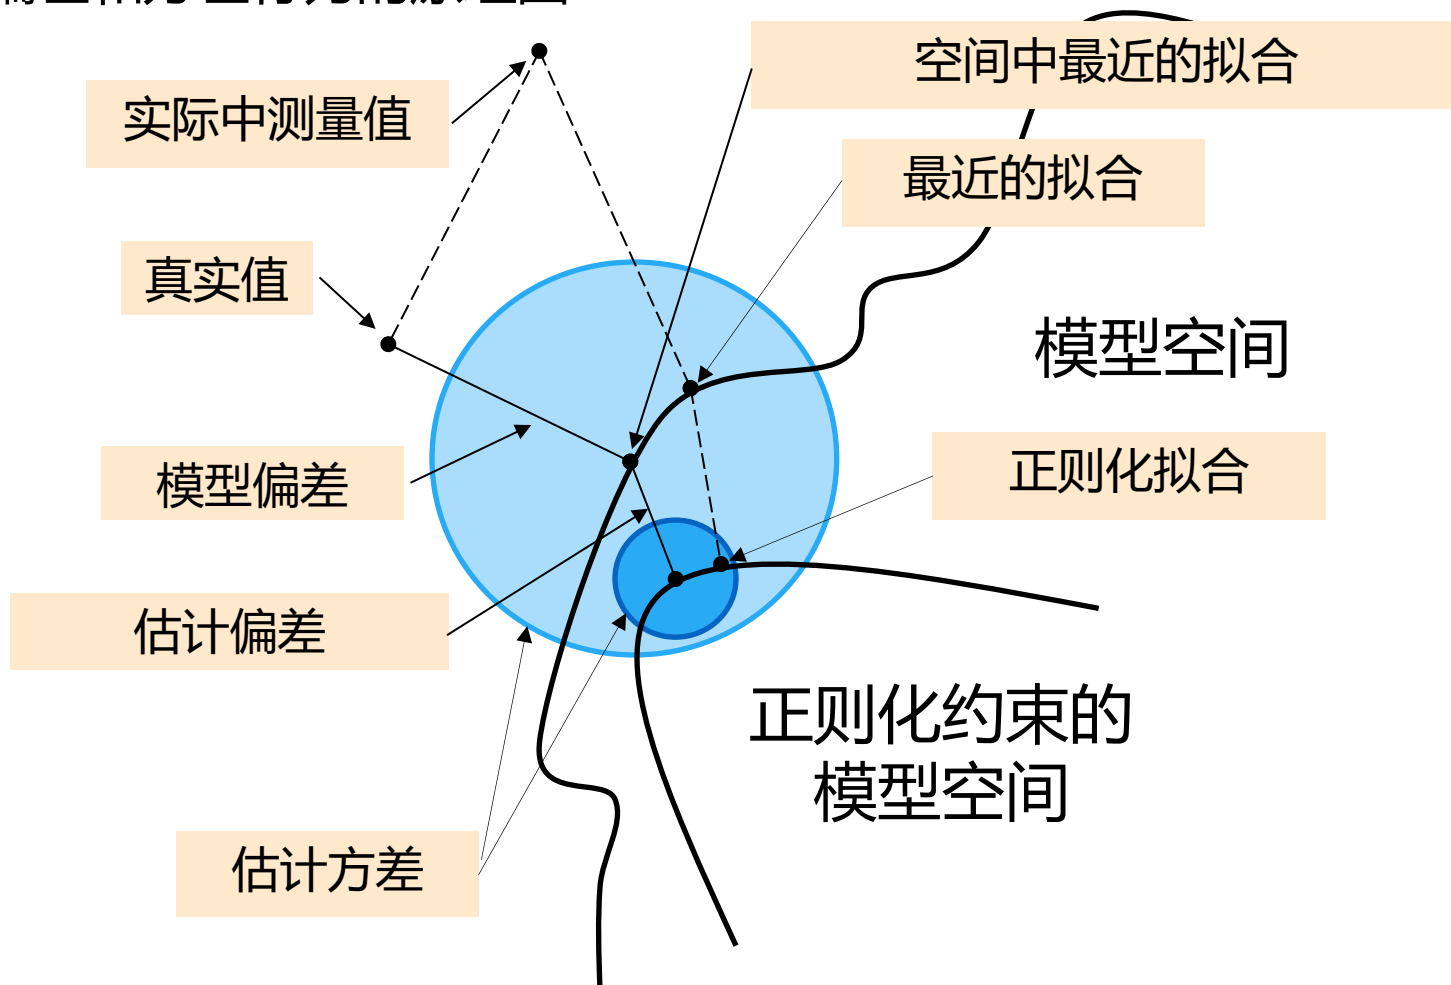 空间中最近的拟合
实际中测量值
最近的拟合
真实值
模型空间
模型偏差
正则化拟合
估计偏差
正则化约束的
模型空间
估计方差